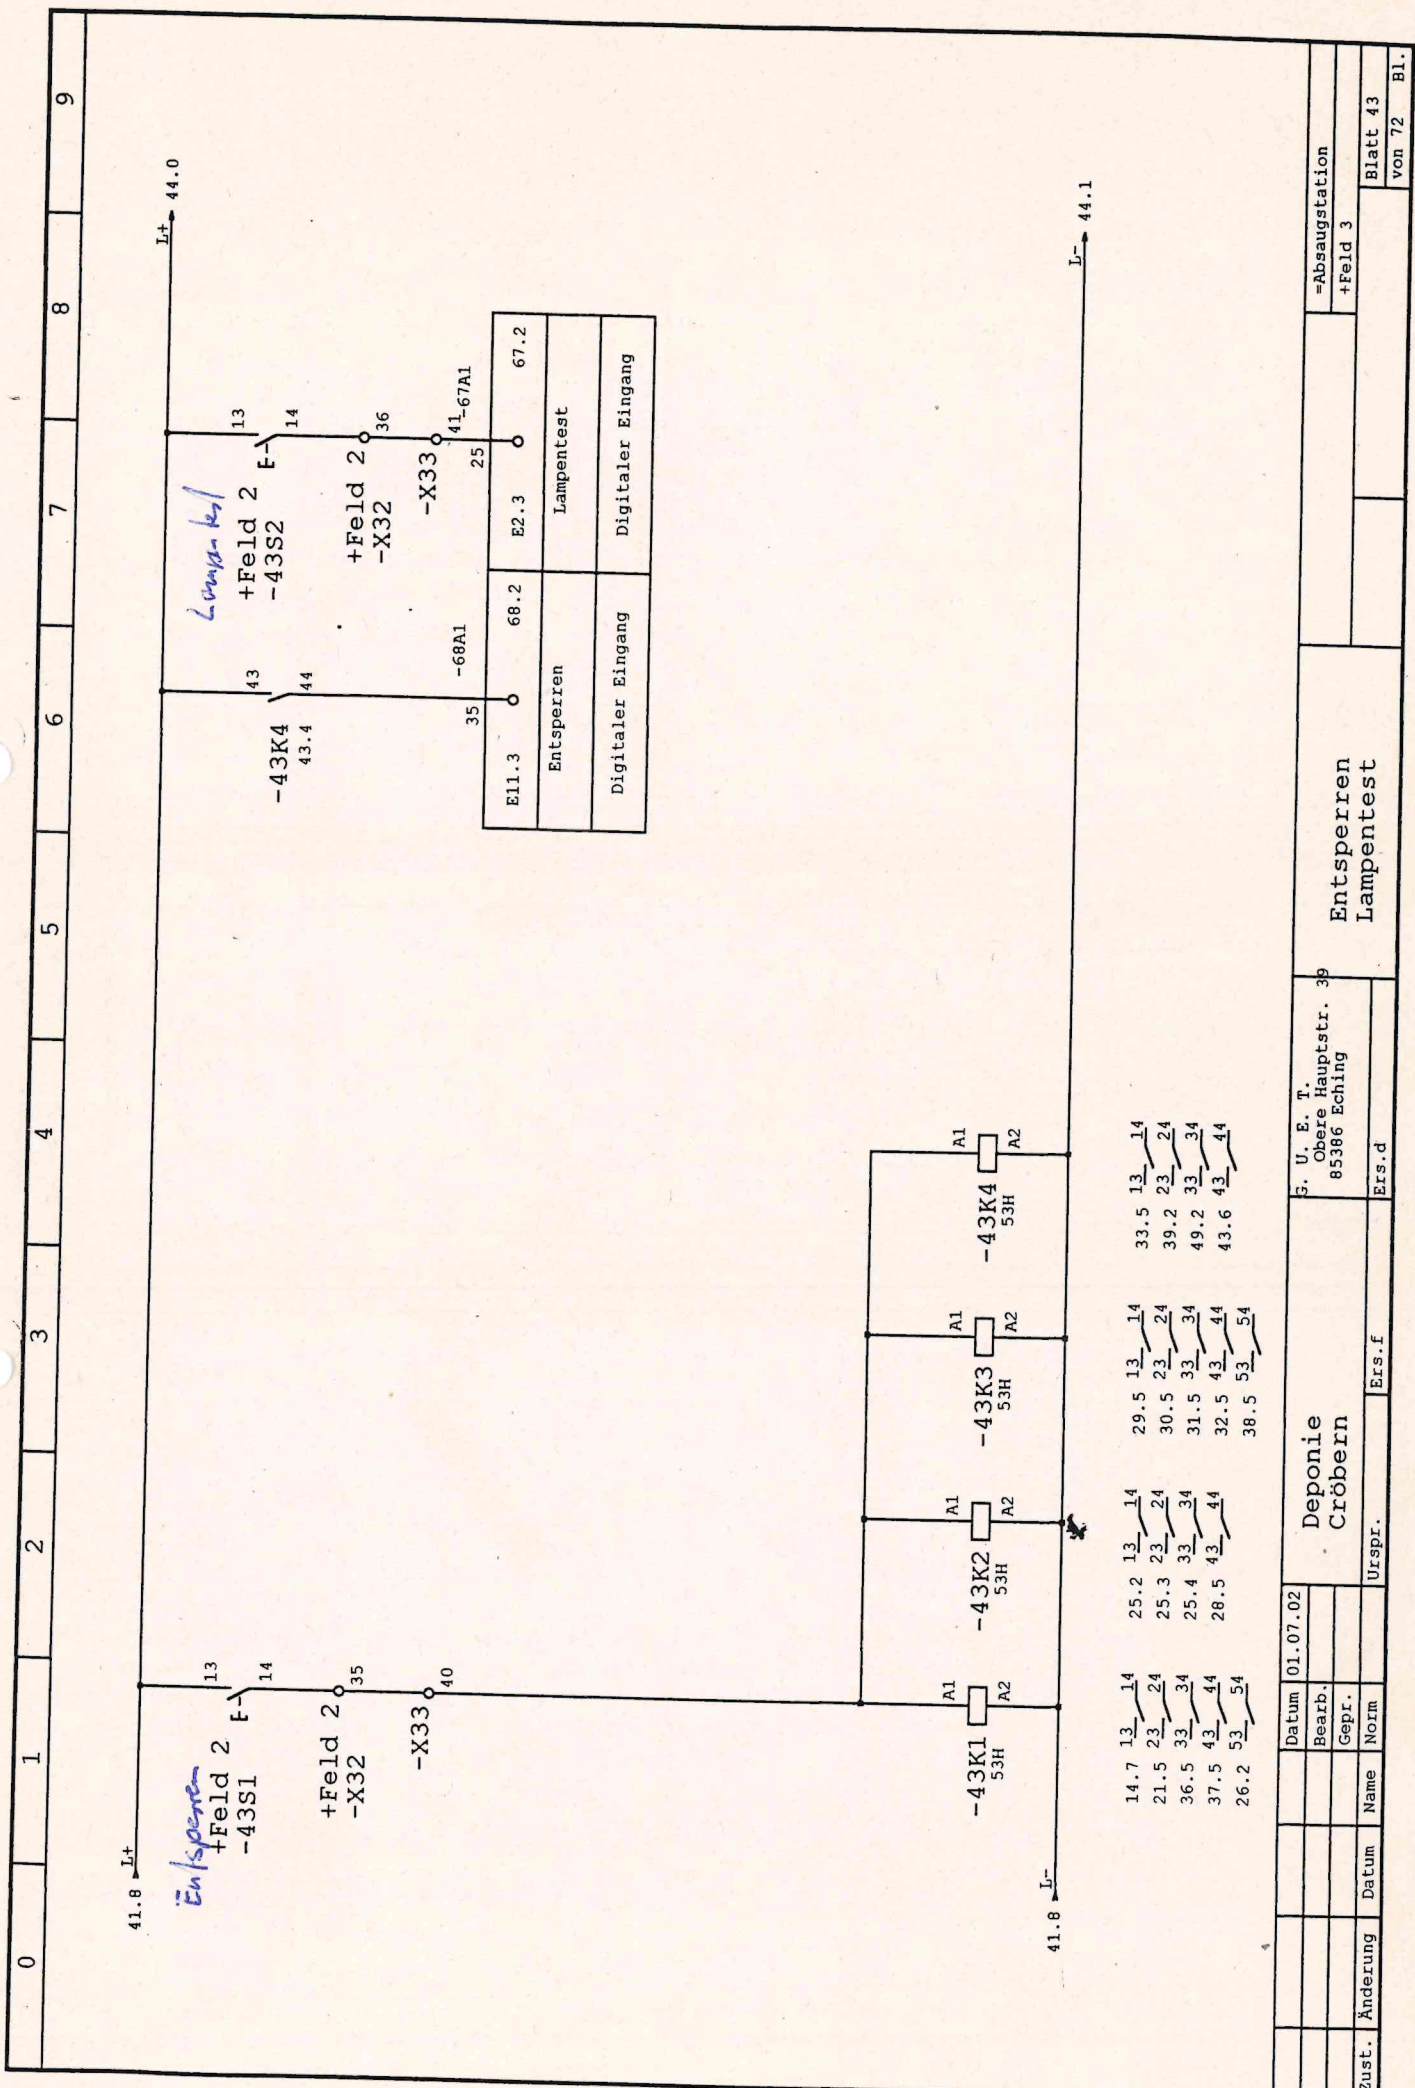 0 1 2 3 4 5 6 7 8 9
41.8 L+
L+ 44.0
Entsperren
+Feld 2
-43S1
13
14
+Feld 2
-X32
35
-X33
40
-43K4
43.4
43
44
Lampentest
+Feld 2
-43S2
13
14
+Feld 2
-X32
36
-X33
41
35 -68A1
25 -67A1
E11.3 68.2 E2.3 67.2
Entsperren Lampentest
Digitaler Eingang Digitaler Eingang
-43K1
53H
A1
A2
-43K2
53H
A1
A2
-43K3
53H
A1
A2
-43K4
53H
A1
A2
41.8 L-
L- 44.1
14.7 13 14
21.5 23 24
36.5 33 34
37.5 43 44
26.2 53 54
25.2 13 14
25.3 23 24
25.4 33 34
28.5 43 44
29.5 13 14
30.5 23 24
31.5 33 34
32.5 43 44
38.5 53 54
33.5 13 14
39.2 23 24
49.2 33 34
43.6 43 44
Datum 01.07.02
Bearb.
Gepr.
Zust. Änderung Datum Name Norm
Deponie
Cröbern
Urspr. Ers.f Ers.d
G. U. E. T.
Obere Hauptstr. 39
85386 Eching
Entsperren
Lampentest
=Absaugstation
+Feld 3
Blatt 43
von 72 Bl.